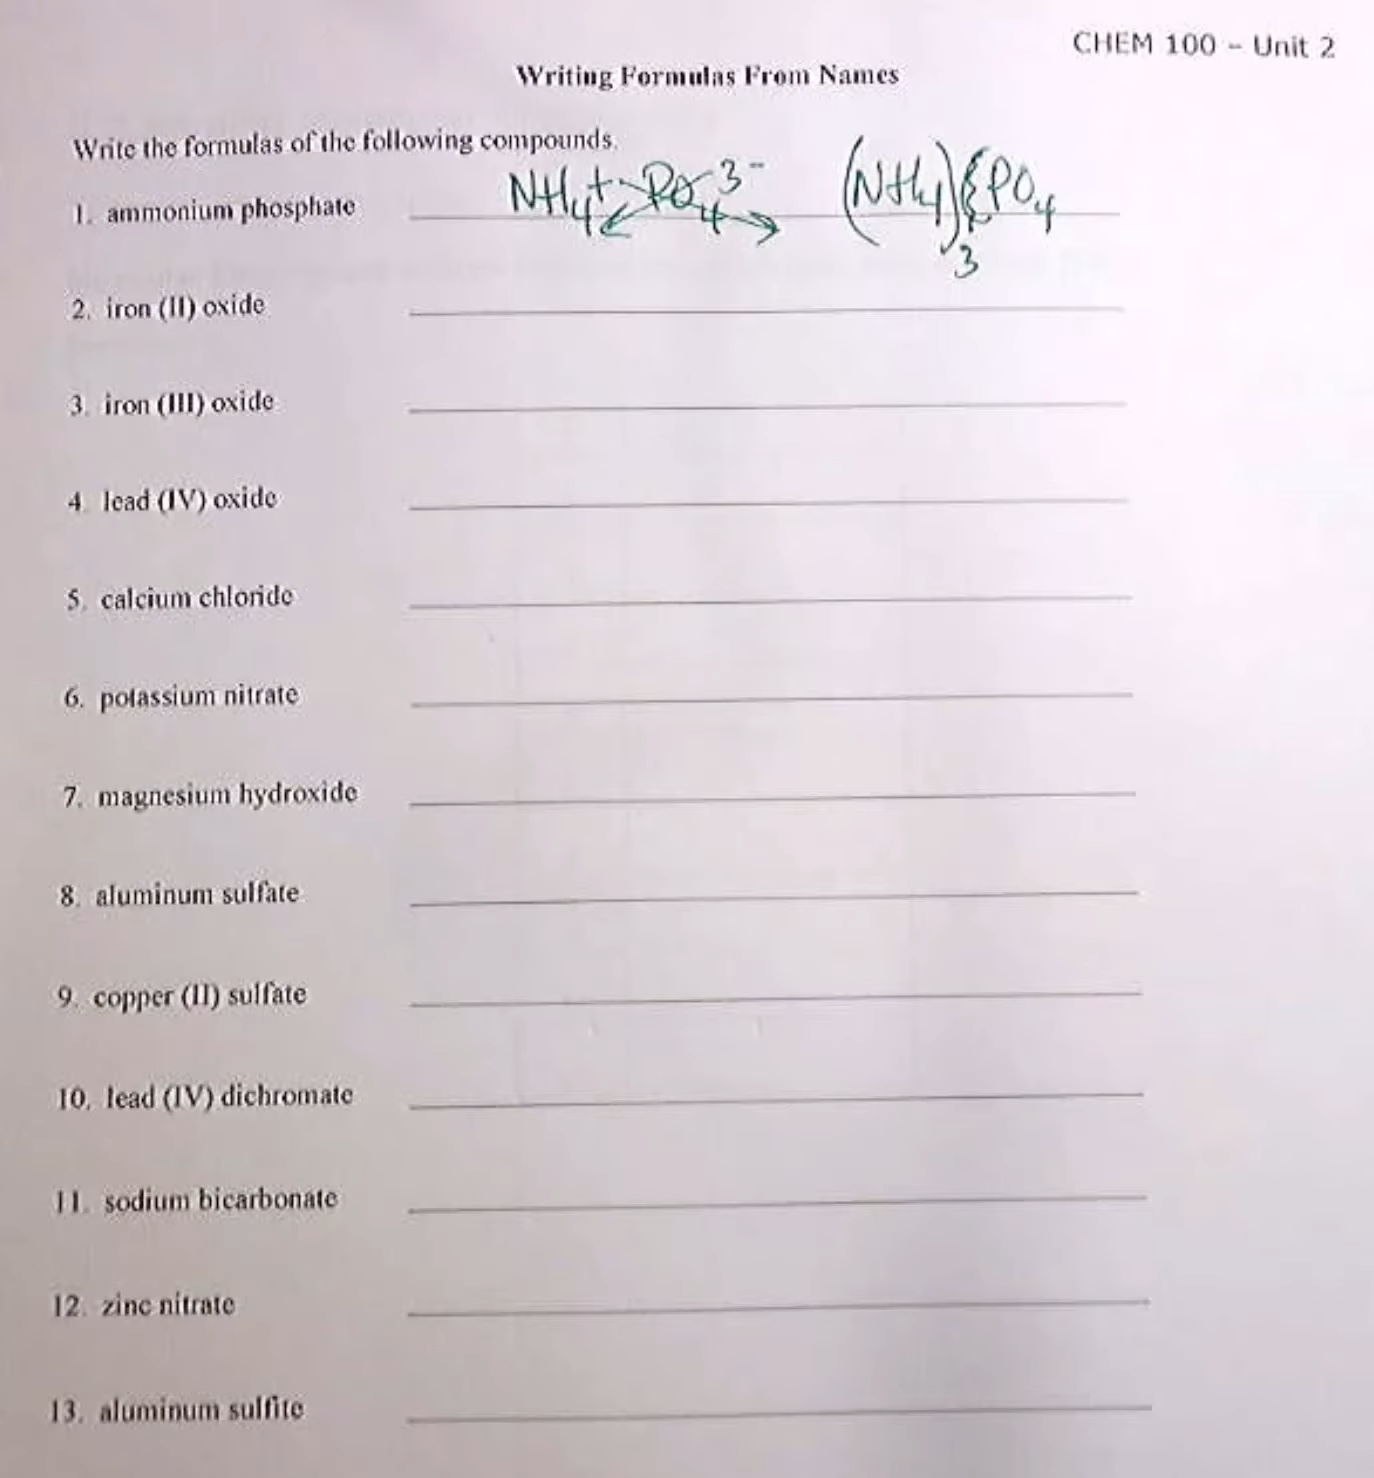 CHEM 100 - Unit 2
Writing Formulas From Names
Write the formulas of the following compounds.
1. ammonium phosphate NH₄⁺ PO₄³⁻ (NH₄)₃PO₄
2. iron (II) oxide
3. iron (III) oxide
4. lead (IV) oxide
5. calcium chloride
6. potassium nitrate
7. magnesium hydroxide
8. aluminum sulfate
9. copper (II) sulfate
10. lead (IV) dichromate
11. sodium bicarbonate
12. zinc nitrate
13. aluminum sulfite